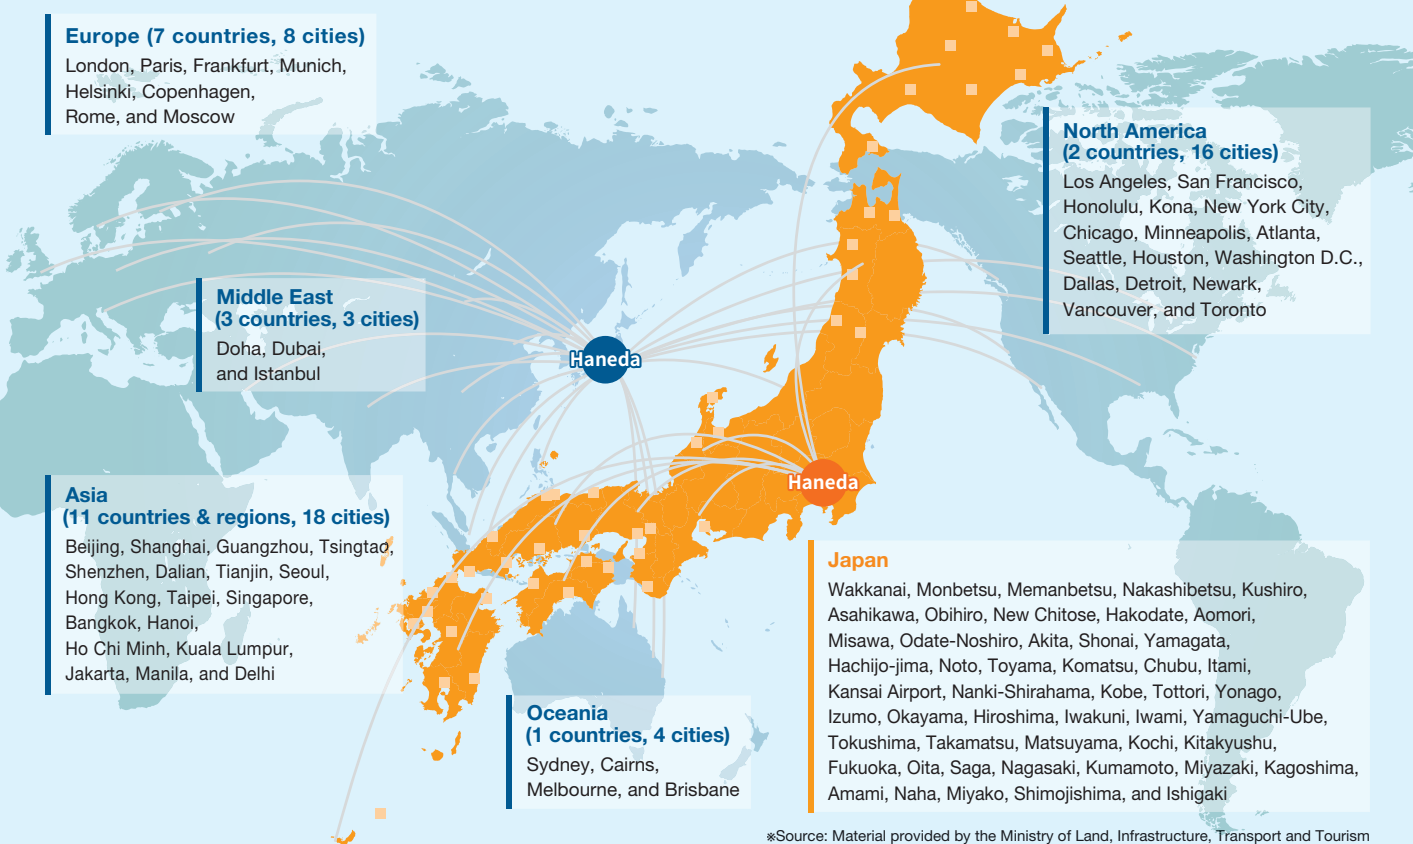 Europe (7 countries, 8 cities)
London, Paris, Frankfurt, Munich,
Helsinki, Copenhagen,
Rome, and Moscow
North America
(2 countries, 16 cities)
Los Angeles, San Francisco,
Honolulu, Kona, New York City,
Chicago, Minneapolis, Atlanta,
Seattle, Houston, Washington D.C.,
Dallas, Detroit, Newark,
Vancouver, and Toronto
Middle East
(3 countries, 3 cities)
Doha, Dubai,
and Istanbul
Haneda
Haneda
Asia
(11 countries & regions, 18 cities)
Beijing, Shanghai, Guangzhou, Tsingtao,
Shenzhen, Dalian, Tianjin, Seoul,
Hong Kong, Taipei, Singapore,
Bangkok, Hanoi,
Ho Chi Minh, Kuala Lumpur,
Jakarta, Manila, and Delhi
Oceania
(1 countries, 4 cities)
Sydney, Cairns,
Melbourne, and Brisbane
Japan
Wakkanai, Monbetsu, Memanbetsu, Nakashibetsu, Kushiro,
Asahikawa, Obihiro, New Chitose, Hakodate, Aomori,
Misawa, Odate-Noshiro, Akita, Shonai, Yamagata,
Hachijo-jima, Noto, Toyama, Komatsu, Chubu, Itami,
Kansai Airport, Nanki-Shirahama, Kobe, Tottori, Yonago,
Izumo, Okayama, Hiroshima, Iwakuni, Iwami, Yamaguchi-Ube,
Tokushima, Takamatsu, Matsuyama, Kochi, Kitakyushu,
Fukuoka, Oita, Saga, Nagasaki, Kumamoto, Miyazaki, Kagoshima,
Amami, Naha, Miyako, Shimojishima, and Ishigaki
※Source: Material provided by the Ministry of Land, Infrastructure, Transport and Tourism